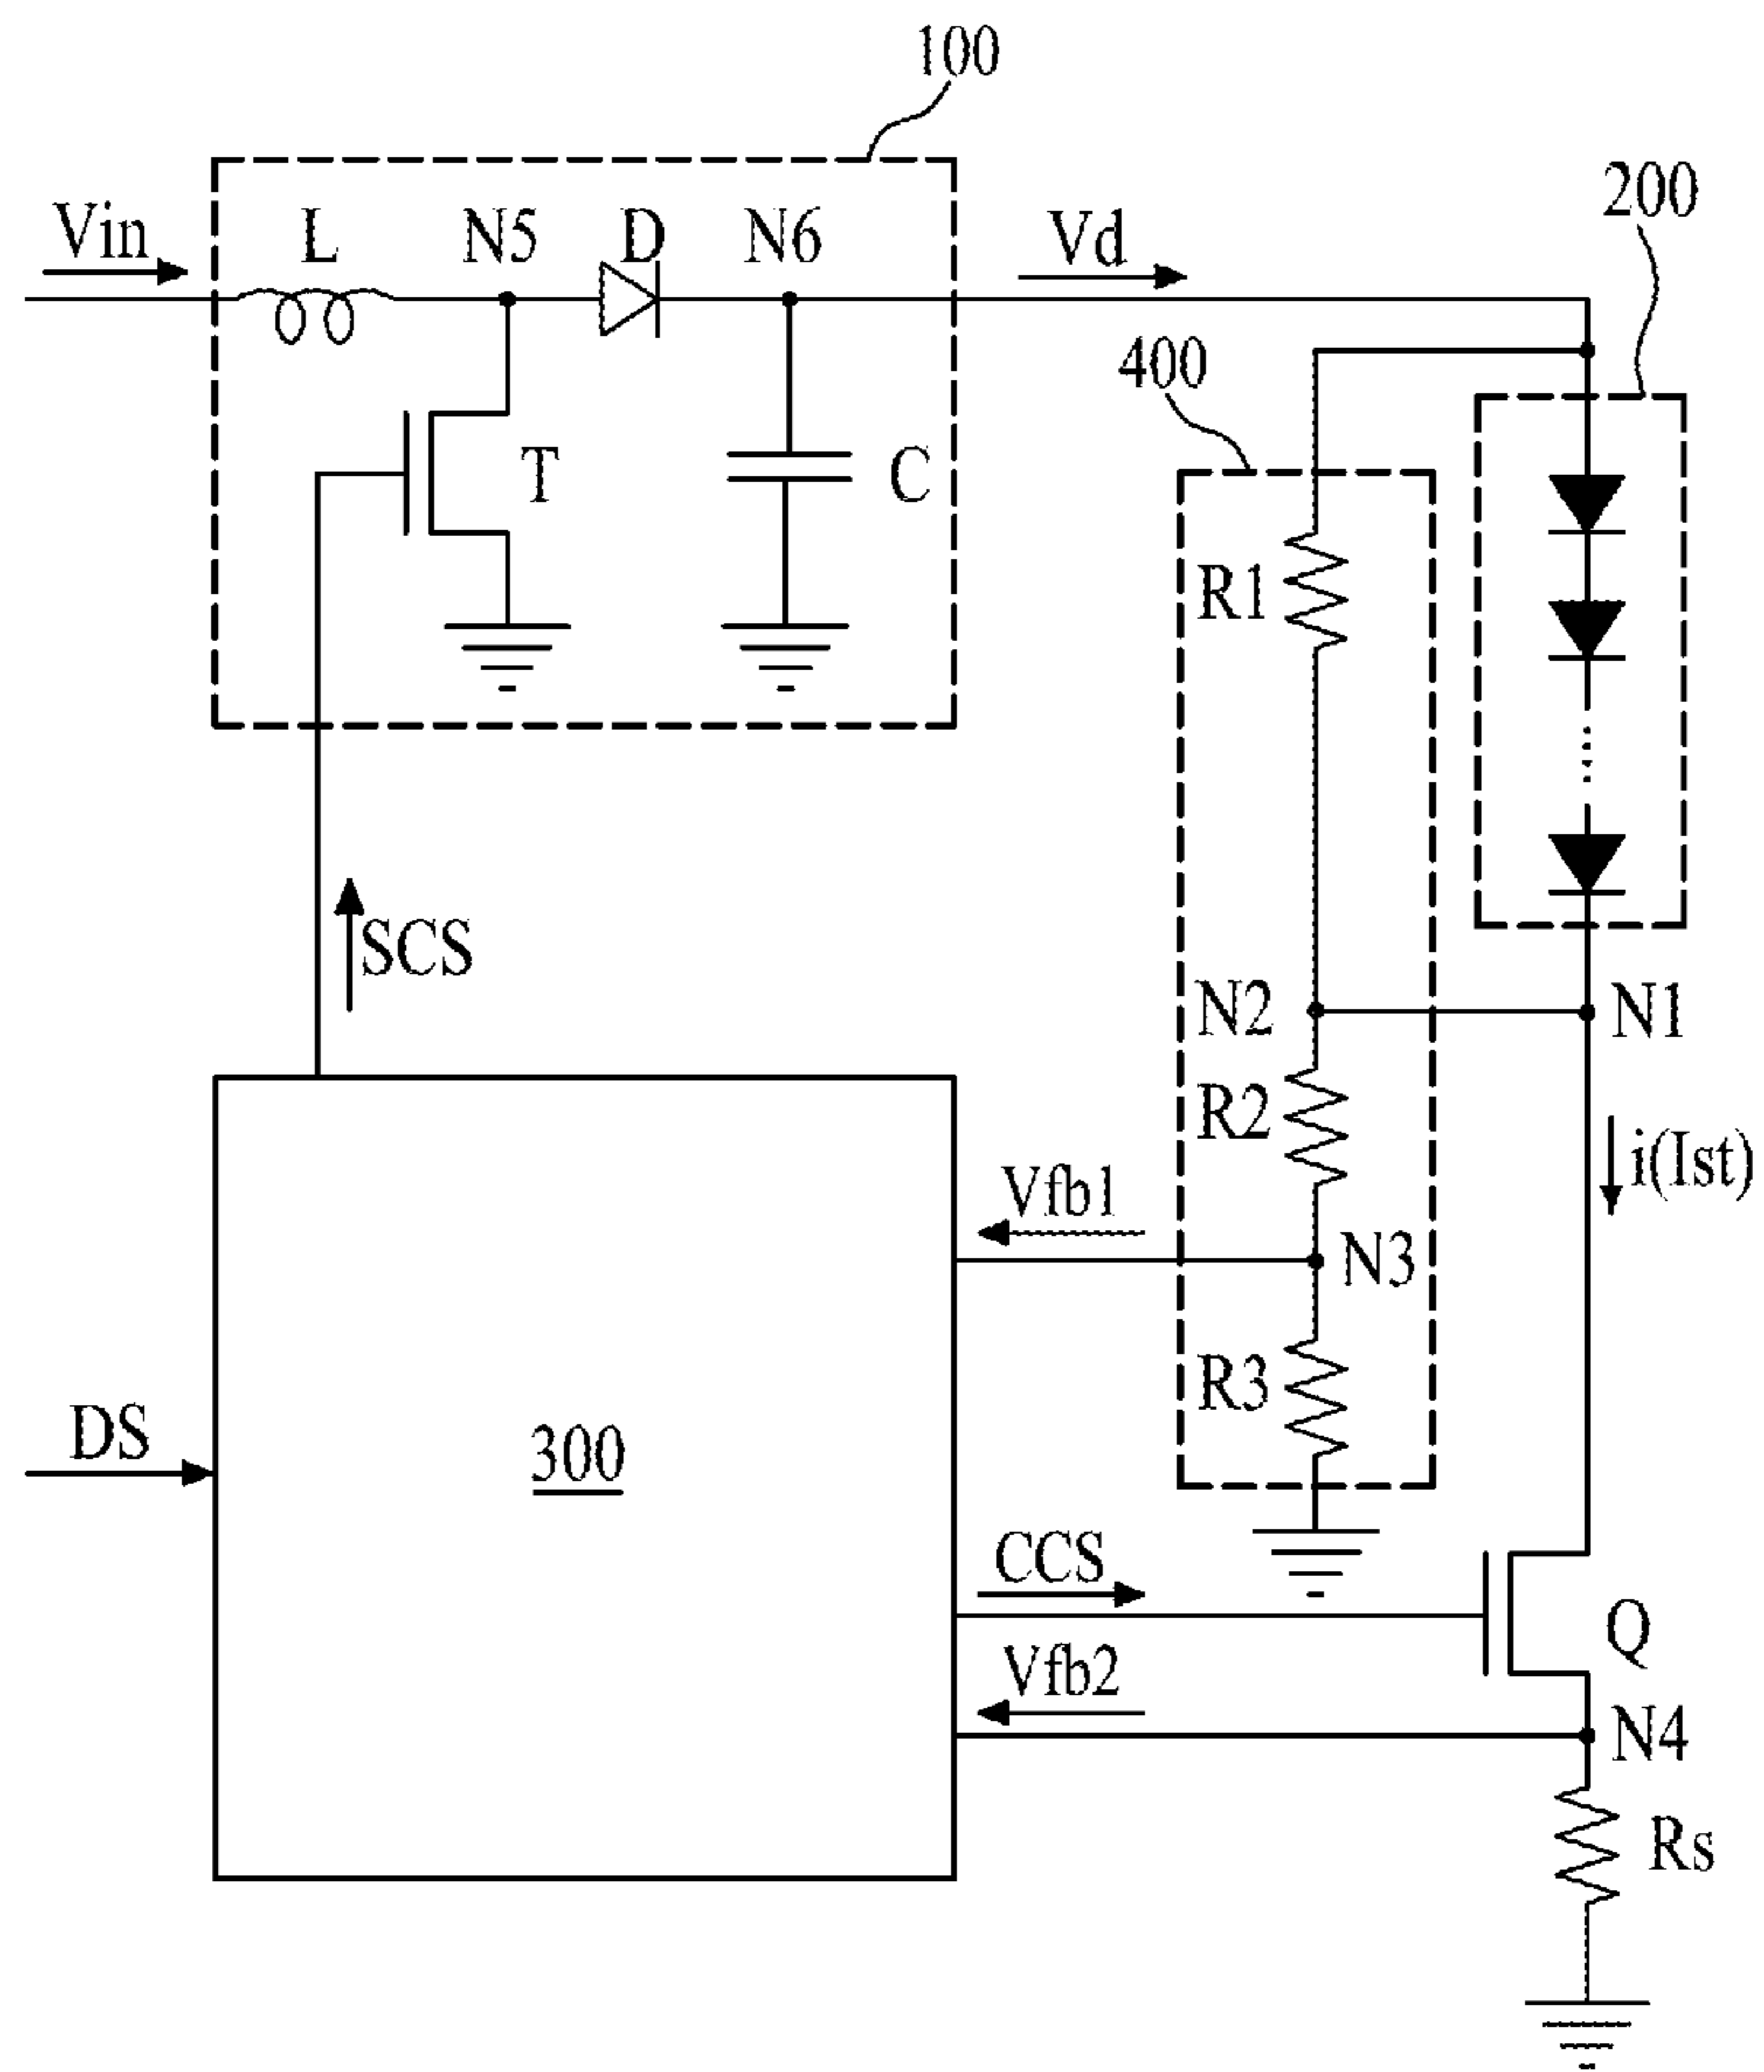 100
200
Vin
L
N5
D
N6
Vd
400
T
C
R1
SCS
N2
N1
R2
Vfb1
i(Ist)
N3
R3
DS
300
CCS
Q
Vfb2
N4
Rs